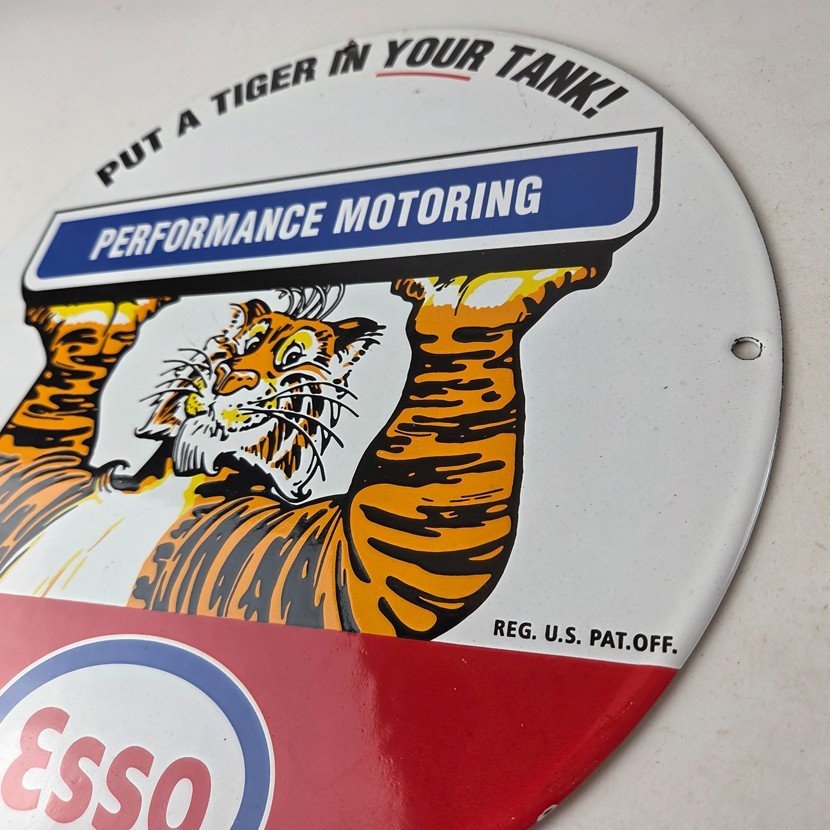 PUT A TIGER IN YOUR TANK!
PERFORMANCE MOTORING
REG. U.S. PAT.OFF.
ESSO